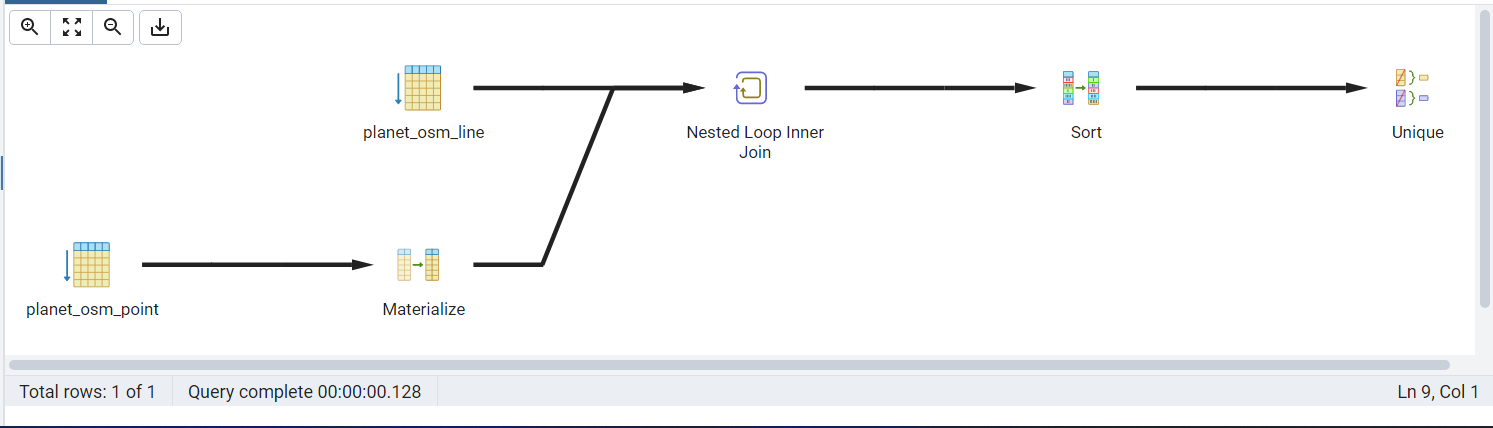 planet_osm_line
Nested Loop Inner
Join
Sort
Unique
planet_osm_point
Materialize
Total rows: 1 of 1
Query complete 00:00:00.128
Ln 9, Col 1